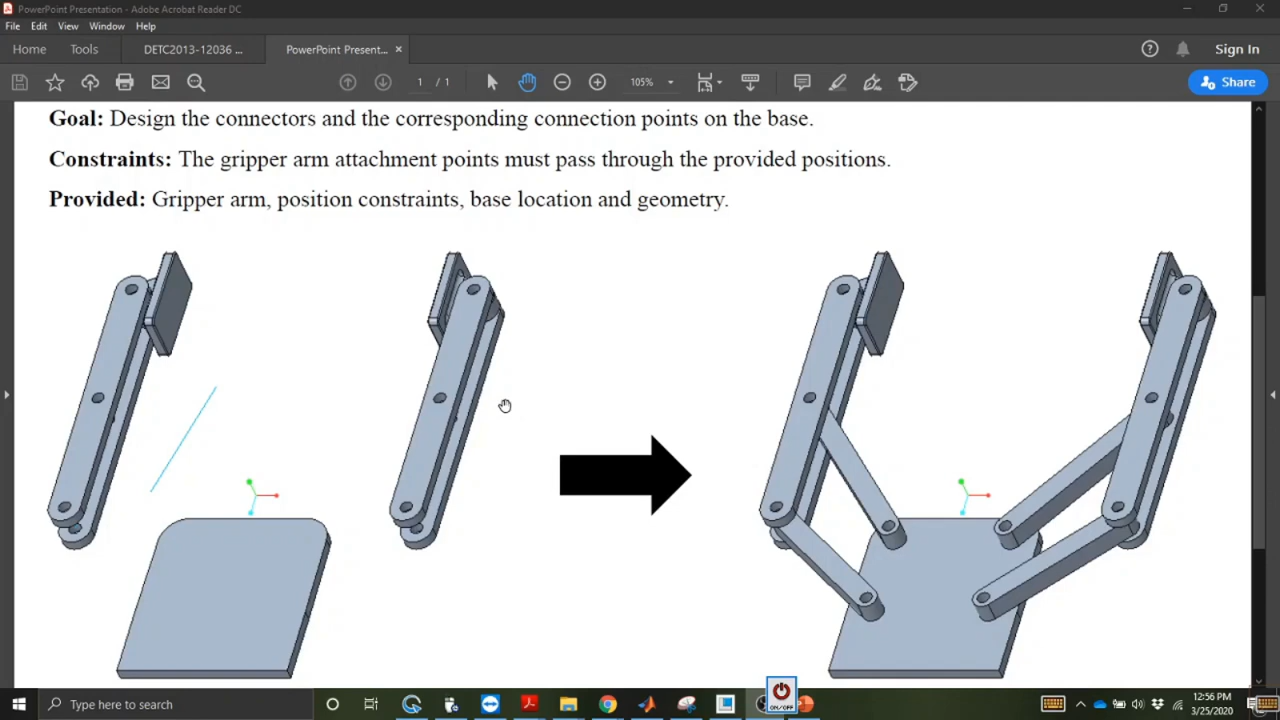 PowerPoint Presentation - Adobe Acrobat Reader DC
File Edit View Window Help
Home Tools DETC2013-12036 ... PowerPoint Present... × Sign In
1 / 1 105% Share
Goal: Design the connectors and the corresponding connection points on the base.
Constraints: The gripper arm attachment points must pass through the provided positions.
Provided: Gripper arm, position constraints, base location and geometry.
ON/OFF
Type here to search
12:56 PM
3/25/2020